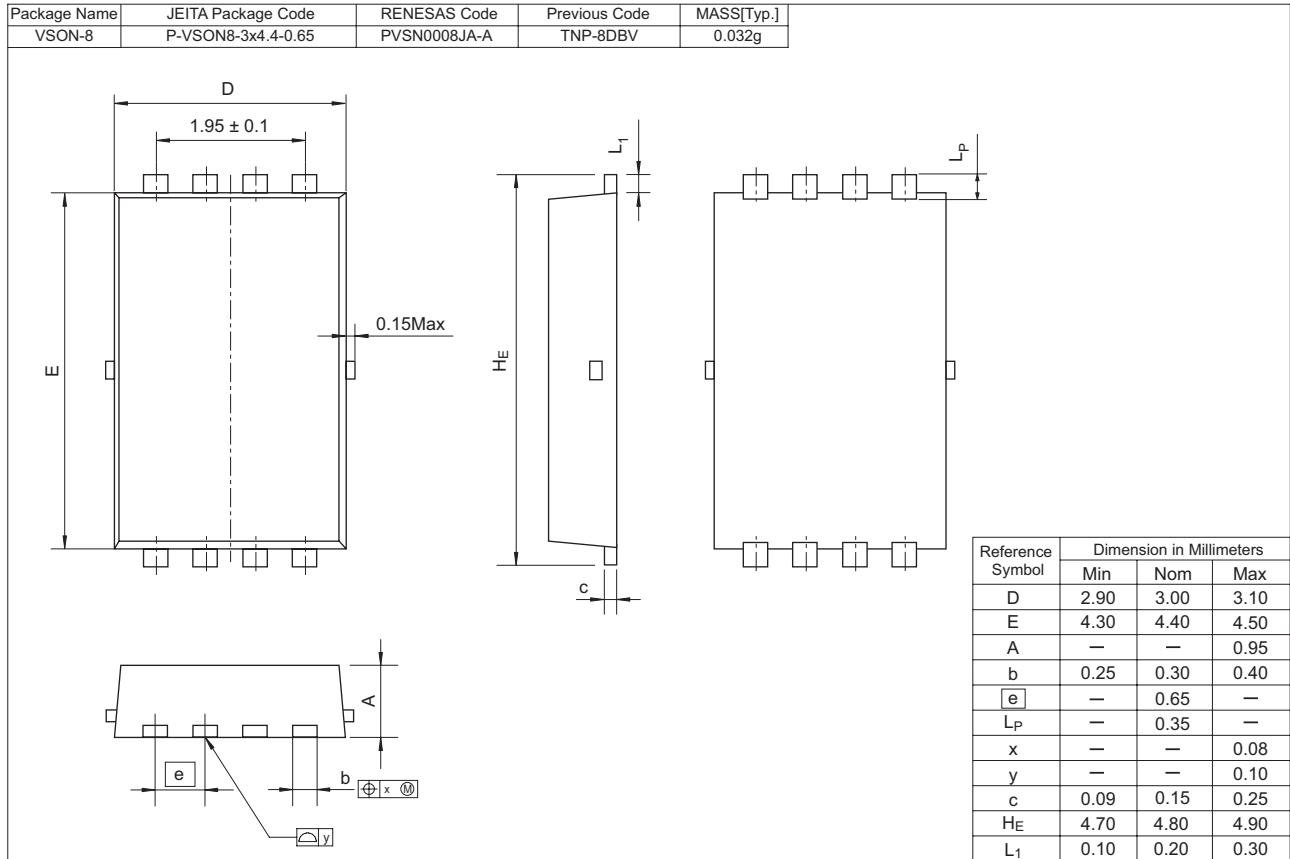 Package Name JEITA Package Code RENESAS Code Previous Code MASS[Typ.]
VSON-8 P-VSON8-3x4.4-0.65 PVSN0008JA-A TNP-8DBV 0.032g
D
1.95 ± 0.1
L1
LP
0.15Max
E
HE
c
A
e
b
x Ⓜ
y
Reference Symbol Dimension in Millimeters
Min Nom Max
D 2.90 3.00 3.10
E 4.30 4.40 4.50
A — — 0.95
b 0.25 0.30 0.40
e — 0.65 —
LP — 0.35 —
x — — 0.08
y — — 0.10
c 0.09 0.15 0.25
HE 4.70 4.80 4.90
L1 0.10 0.20 0.30